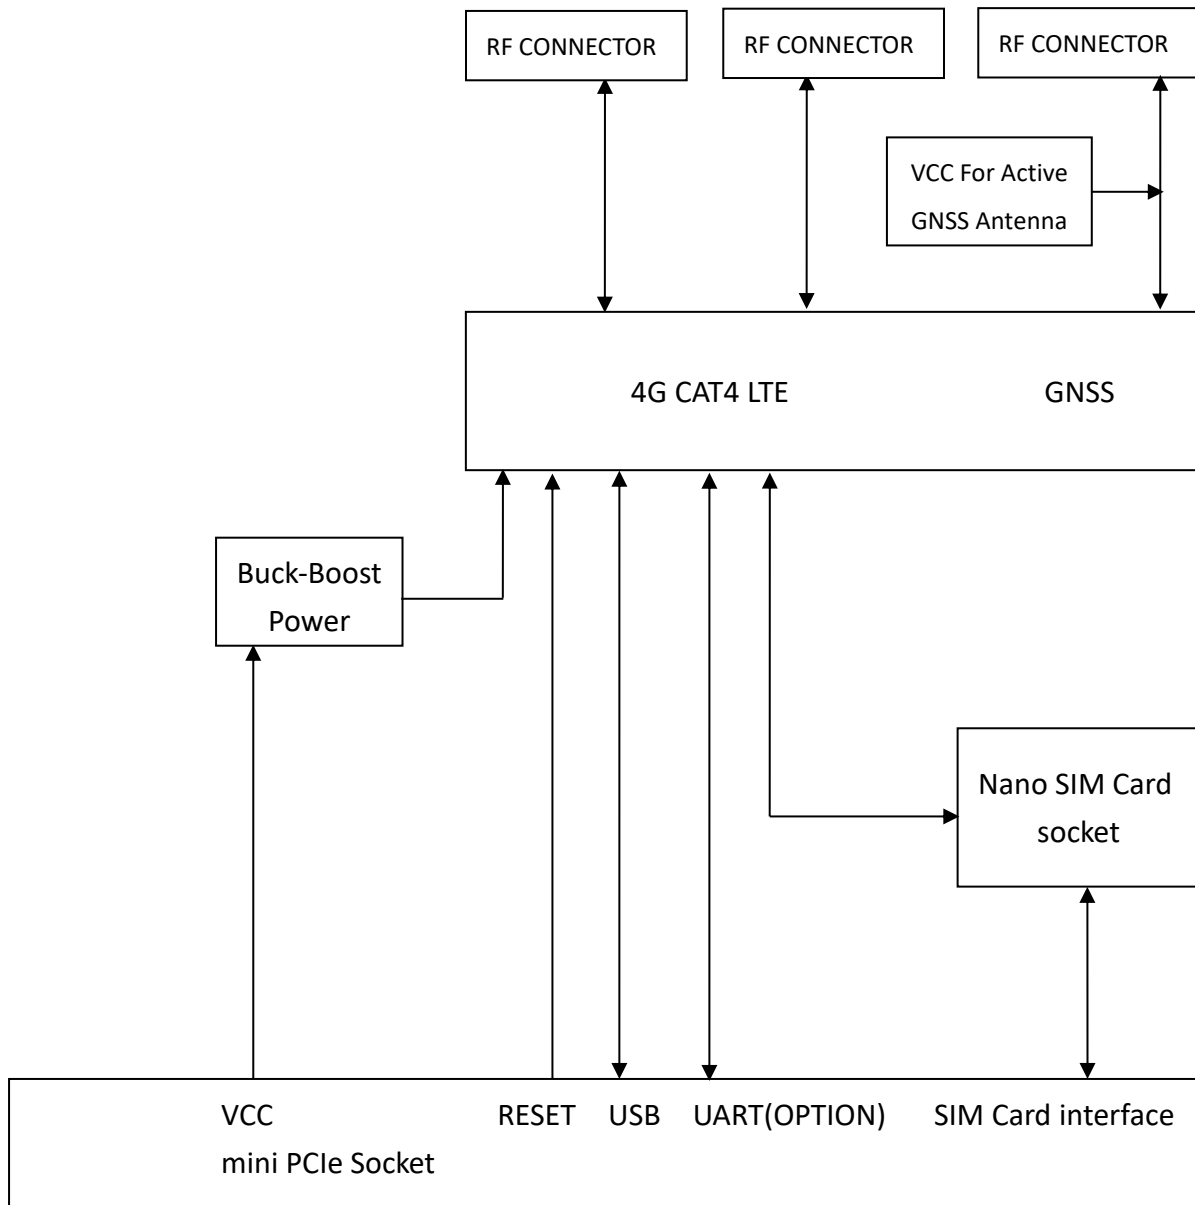 RF CONNECTOR
RF CONNECTOR
RF CONNECTOR
VCC For Active
GNSS Antenna
4G CAT4 LTE
GNSS
Buck-Boost
Power
Nano SIM Card
socket
VCC
RESET
USB
UART(OPTION)
SIM Card interface
mini PCIe Socket